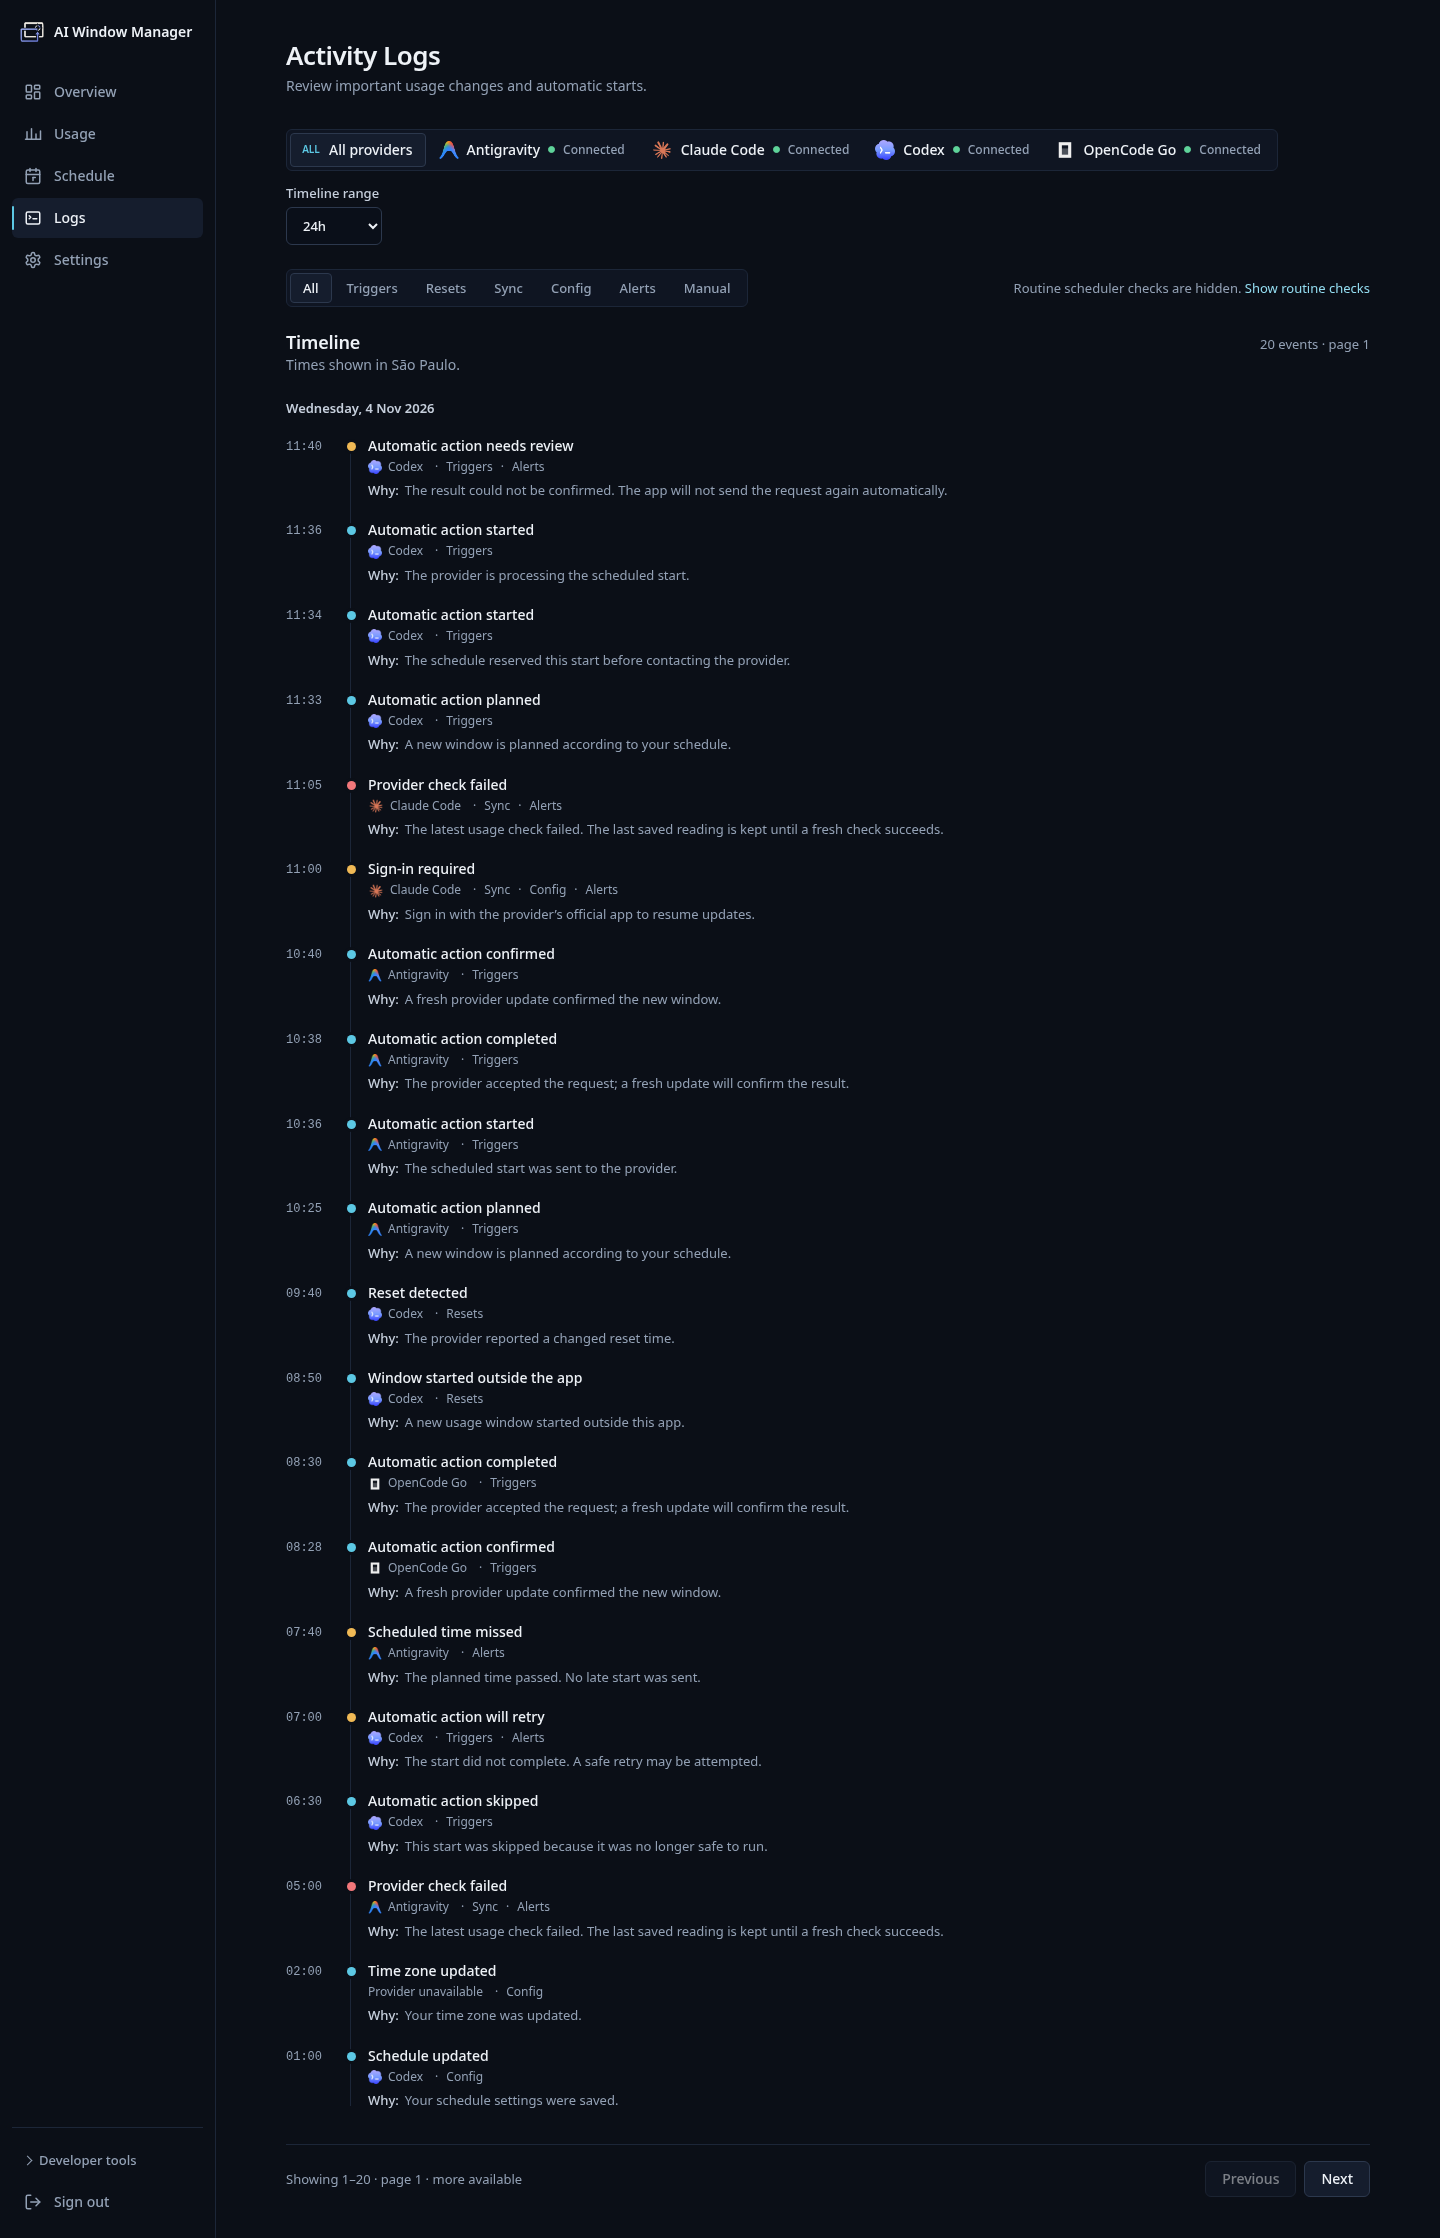 AI Window Manager
Overview
Usage
Schedule
Logs
Settings
Activity Logs
Review important usage changes and automatic starts.
ALL All providers Antigravity Connected Claude Code Connected Codex Connected OpenCode Go Connected
Timeline range
24h
All Triggers Resets Sync Config Alerts Manual
Routine scheduler checks are hidden. Show routine checks
Timeline
20 events · page 1
Times shown in São Paulo.
Wednesday, 4 Nov 2026
11:40 Automatic action needs review
Codex · Triggers · Alerts
Why: The result could not be confirmed. The app will not send the request again automatically.
11:36 Automatic action started
Codex · Triggers
Why: The provider is processing the scheduled start.
11:34 Automatic action started
Codex · Triggers
Why: The schedule reserved this start before contacting the provider.
11:33 Automatic action planned
Codex · Triggers
Why: A new window is planned according to your schedule.
11:05 Provider check failed
Claude Code · Sync · Alerts
Why: The latest usage check failed. The last saved reading is kept until a fresh check succeeds.
11:00 Sign-in required
Claude Code · Sync · Config · Alerts
Why: Sign in with the provider's official app to resume updates.
10:40 Automatic action confirmed
Antigravity · Triggers
Why: A fresh provider update confirmed the new window.
10:38 Automatic action completed
Antigravity · Triggers
Why: The provider accepted the request; a fresh update will confirm the result.
10:36 Automatic action started
Antigravity · Triggers
Why: The scheduled start was sent to the provider.
10:25 Automatic action planned
Antigravity · Triggers
Why: A new window is planned according to your schedule.
09:40 Reset detected
Codex · Resets
Why: The provider reported a changed reset time.
08:50 Window started outside the app
Codex · Resets
Why: A new usage window started outside this app.
08:30 Automatic action completed
OpenCode Go · Triggers
Why: The provider accepted the request; a fresh update will confirm the result.
08:28 Automatic action confirmed
OpenCode Go · Triggers
Why: A fresh provider update confirmed the new window.
07:40 Scheduled time missed
Antigravity · Alerts
Why: The planned time passed. No late start was sent.
07:00 Automatic action will retry
Codex · Triggers · Alerts
Why: The start did not complete. A safe retry may be attempted.
06:30 Automatic action skipped
Codex · Triggers
Why: This start was skipped because it was no longer safe to run.
05:00 Provider check failed
Antigravity · Sync · Alerts
Why: The latest usage check failed. The last saved reading is kept until a fresh check succeeds.
02:00 Time zone updated
Provider unavailable · Config
Why: Your time zone was updated.
01:00 Schedule updated
Codex · Config
Why: Your schedule settings were saved.
Showing 1–20 · page 1 · more available
Previous Next
Developer tools
Sign out